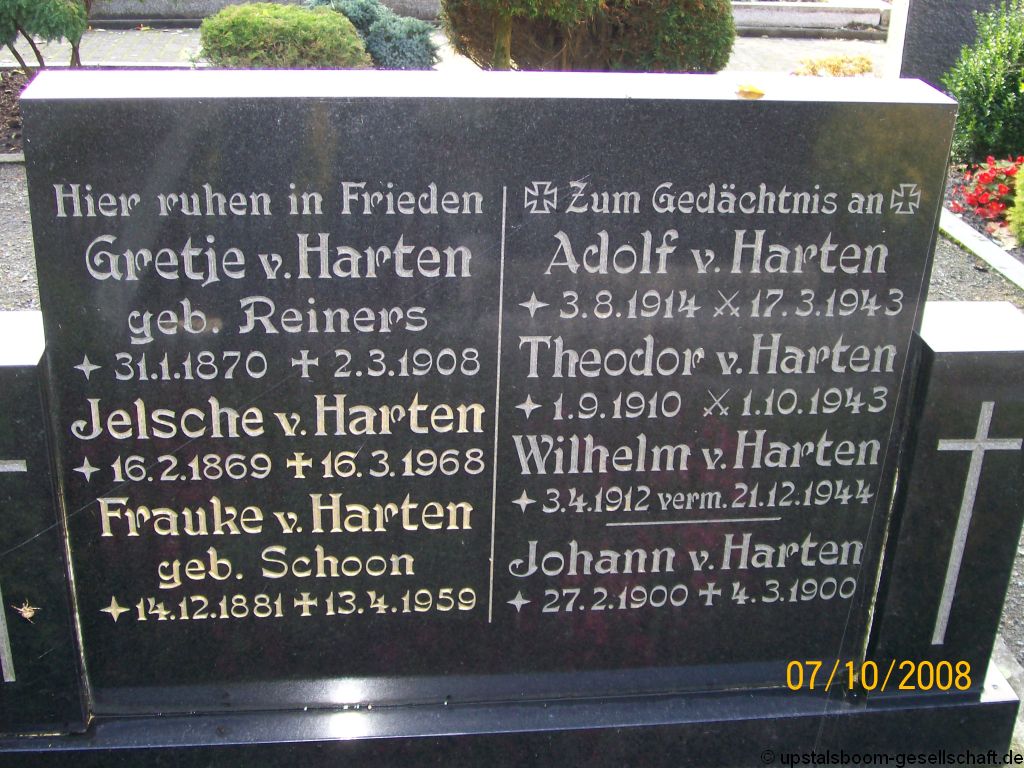 Hier ruhen in Frieden
Gretje v. Harten
geb. Reiners
31.1.1870 ✝ 2.3.1908
Jelsche v. Harten
16.2.1869 ✝ 16.3.1968
Frauke v. Harten
geb. Schoon
14.12.1881 ✝ 13.4.1959
Zum Gedächtnis an
Adolf v. Harten
3.8.1914 ⚔ 17.3.1943
Theodor v. Harten
1.9.1910 ⚔ 1.10.1943
Wilhelm v. Harten
3.4.1912 verm. 21.12.1944
Johann v. Harten
27.2.1900 ✝ 4.3.1900
07/10/2008
© upstalsboom-gesellschaft.de